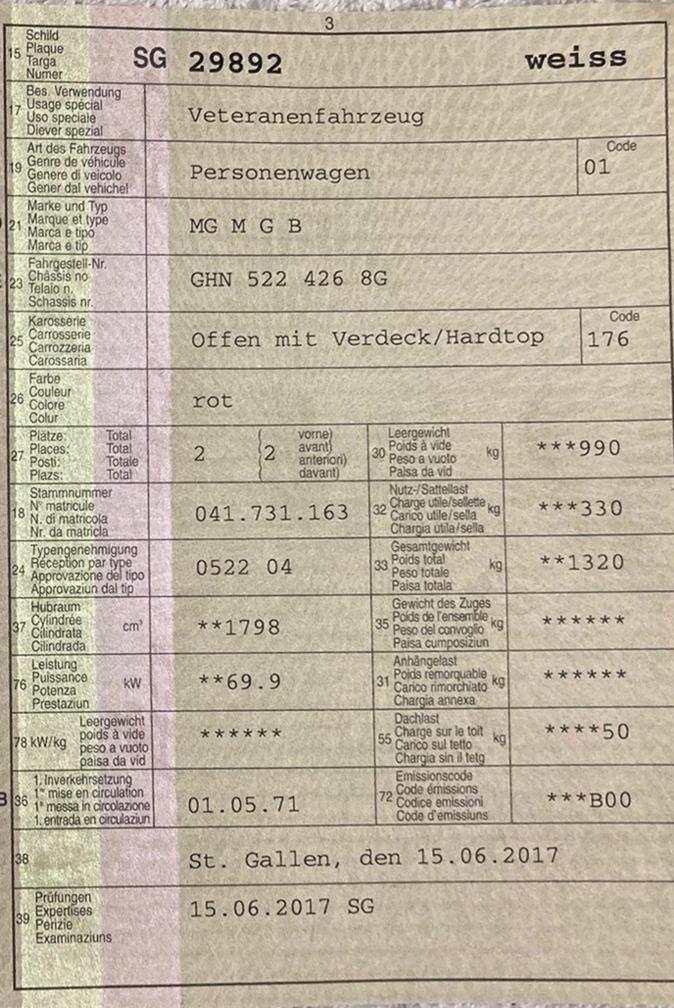 3
15 Schild
Plaque
Targa
Numer
SG 29892 weiss
17 Bes. Verwendung
Usage spécial
Uso speciale
Diever spezial
Veteranenfahrzeug
19 Art des Fahrzeugs
Genre de véhicule
Genere di veicolo
Gener dal vehichel
Personenwagen
Code
01
21 Marke und Typ
Marque et type
Marca e tipo
Marca e tip
MG M G B
23 Fahrgestell-Nr.
Châssis no
Telaio n.
Schassis nr.
GHN 522 426 8G
25 Karosserie
Carrosserie
Carrozzeria
Carossaria
Offen mit Verdeck/Hardtop
Code
176
26 Farbe
Couleur
Colore
Colur
rot
27 Plätze: Total
Places: Total
Posti: Totale
Plazs: Total
2 (2 vorne)
avant)
anteriori)
davant)
30 Leergewicht
Poids à vide
Peso a vuoto
Paisa da vid
kg
***990
18 Stammnummer
N° matricule
N. di matricola
Nr. da matricla
041.731.163
32 Nutz-/Sattellast
Charge utile/sellette
Carico utile/sella
Chargia útila/sella
kg
***330
24 Typengenehmigung
Réception par type
Approvazione del tipo
Approvaziun dal tip
0522 04
33 Gesamtgewicht
Poids total
Peso totale
Paisa totala
kg
**1320
37 Hubraum
Cylindrée
Cilindrata
Cilindrada
cm³
**1798
35 Gewicht des Zuges
Poids de l'ensemble
Peso del convoglio
Paisa cumposiziun
kg
******
76 Leistung
Puissance
Potenza
Prestaziun
kW
**69.9
31 Anhängelast
Poids remorquable
Carico rimorchiato
Chargia annexa
kg
******
78 kW/kg
Leergewicht
poids à vide
peso a vuoto
paisa da vid
******
55 Dachlast
Charge sur le toit
Carico sul tetto
Chargia sin il tetg
kg
****50
B 36 1. Inverkehrsetzung
1re mise en circulation
1a messa in circolazione
1. entrada en circulaziun
01.05.71
72 Emissionscode
Code émissions
Codice emissioni
Code d'emissiuns
***B00
38
St. Gallen, den 15.06.2017
39 Prüfungen
Expertises
Perizie
Examinaziuns
15.06.2017 SG